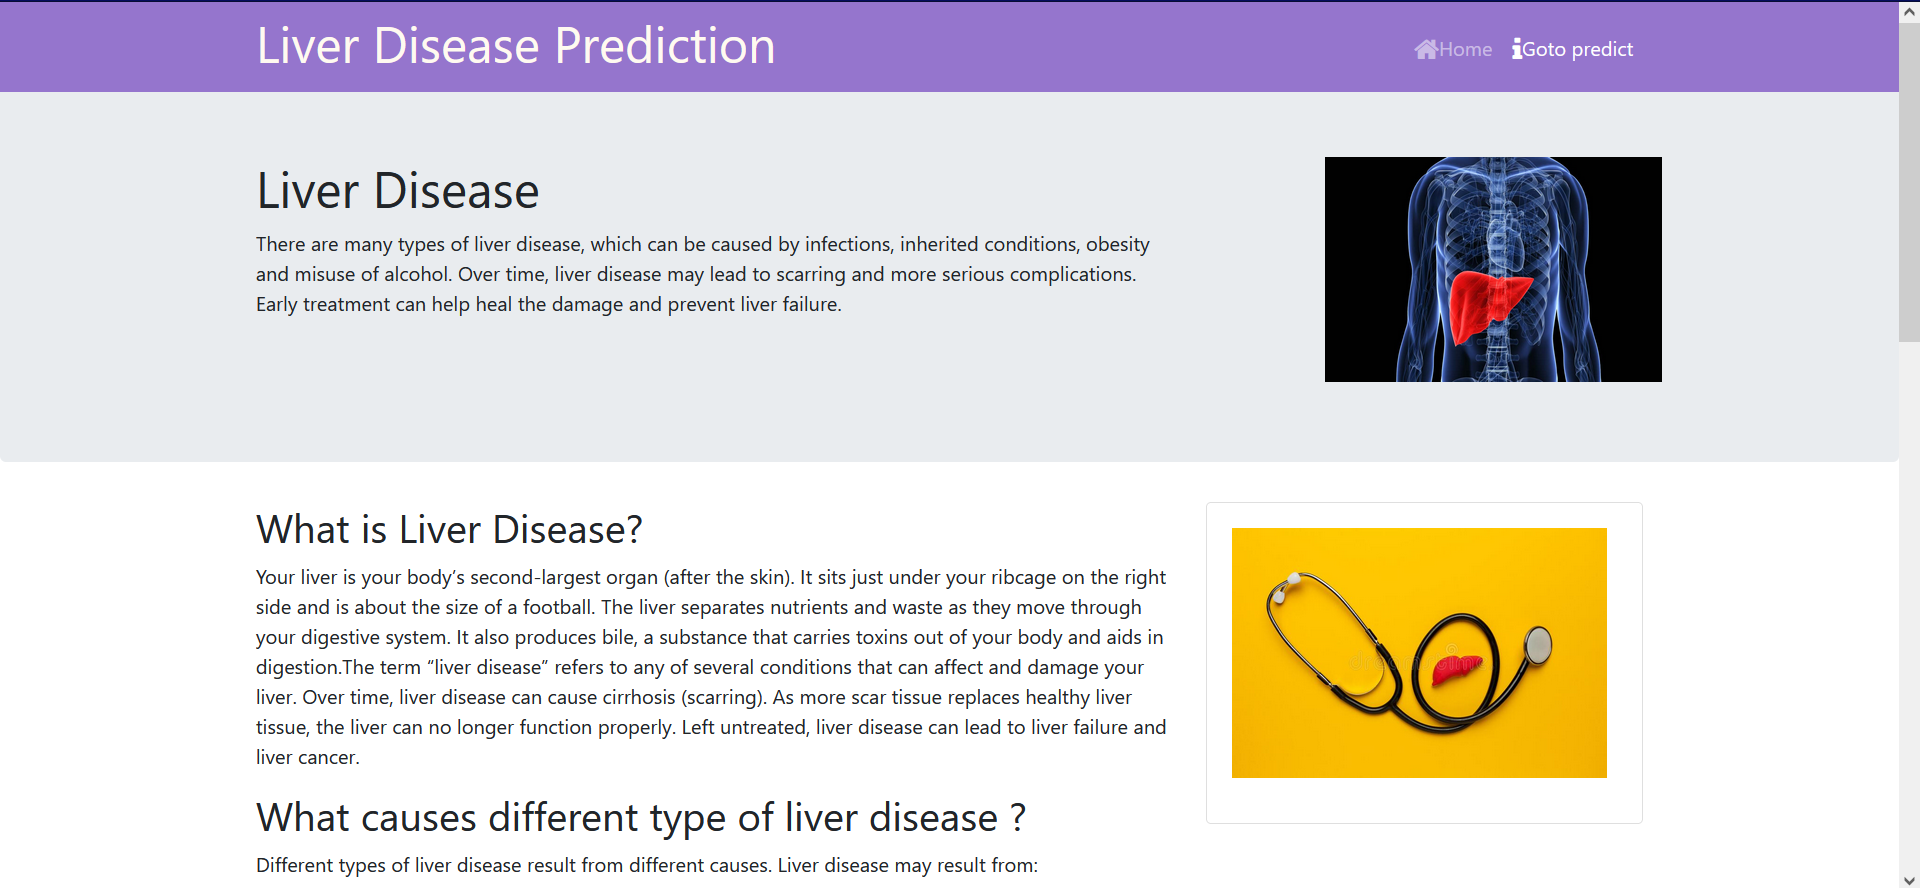 Liver Disease Prediction
Home
Goto predict
Liver Disease
There are many types of liver disease, which can be caused by infections, inherited conditions, obesity
and misuse of alcohol. Over time, liver disease may lead to scarring and more serious complications.
Early treatment can help heal the damage and prevent liver failure.
What is Liver Disease?
Your liver is your body’s second-largest organ (after the skin). It sits just under your ribcage on the right
side and is about the size of a football. The liver separates nutrients and waste as they move through
your digestive system. It also produces bile, a substance that carries toxins out of your body and aids in
digestion.The term “liver disease” refers to any of several conditions that can affect and damage your
liver. Over time, liver disease can cause cirrhosis (scarring). As more scar tissue replaces healthy liver
tissue, the liver can no longer function properly. Left untreated, liver disease can lead to liver failure and
liver cancer.
What causes different type of liver disease ?
Different types of liver disease result from different causes. Liver disease may result from: